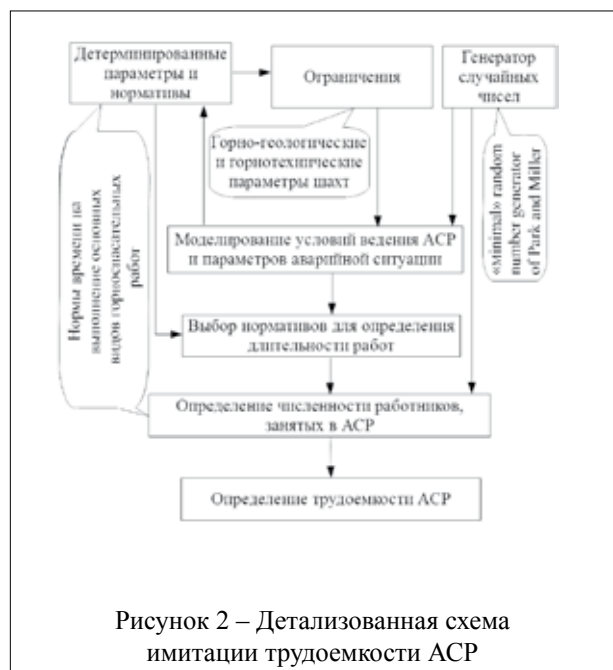 Детерминированные
параметры и
нормативы
Ограничения
Генератор
случайных
чисел
Горно-геологические
и горнотехнические
параметры шахт
«minimal» random
number generator
of Park and Miller
Нормы времени на
выполнение основных
видов горноспасательных
работ
Моделирование условий ведения АСР
и параметров аварийной ситуации
Выбор нормативов для определения
длительности работ
Определение численности работников,
занятых в АСР
Определение трудоемкости АСР
Рисунок 2 – Детализованная схема
имитации трудоемкости АСР